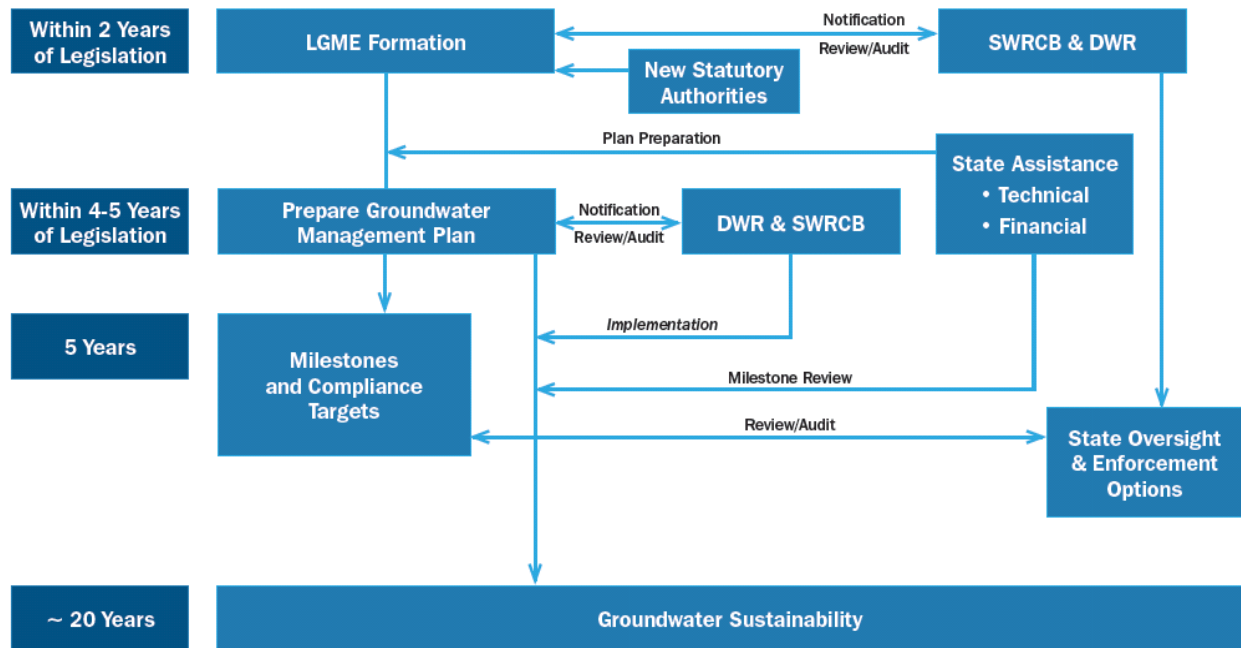 Within 2 Years
of Legislation
LGME Formation
Notification
Review/Audit
SWRCB & DWR
New Statutory
Authorities
Plan Preparation
State Assistance
• Technical
• Financial
Within 4-5 Years
of Legislation
Prepare Groundwater
Management Plan
Notification
Review/Audit
DWR & SWRCB
5 Years
Milestones
and Compliance
Targets
Implementation
Milestone Review
Review/Audit
State Oversight
& Enforcement
Options
~ 20 Years
Groundwater Sustainability